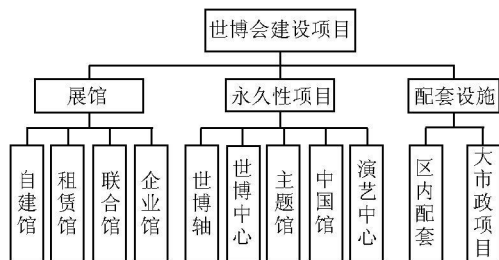 世博会建设项目
展馆
永久性项目
配套设施
自建馆
租赁馆
联合馆
企业馆
世博轴
世博中心
主题馆
中国馆
演艺中心
区内配套
大市政项目